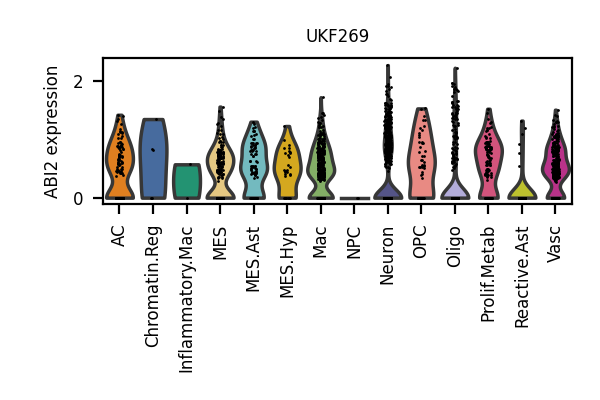 UKF269
ABI2 expression
2
0
AC
Chromatin.Reg
Inflammatory.Mac
MES
MES.Ast
MES.Hyp
Mac
NPC
Neuron
OPC
Oligo
Prolif.Metab
Reactive.Ast
Vasc